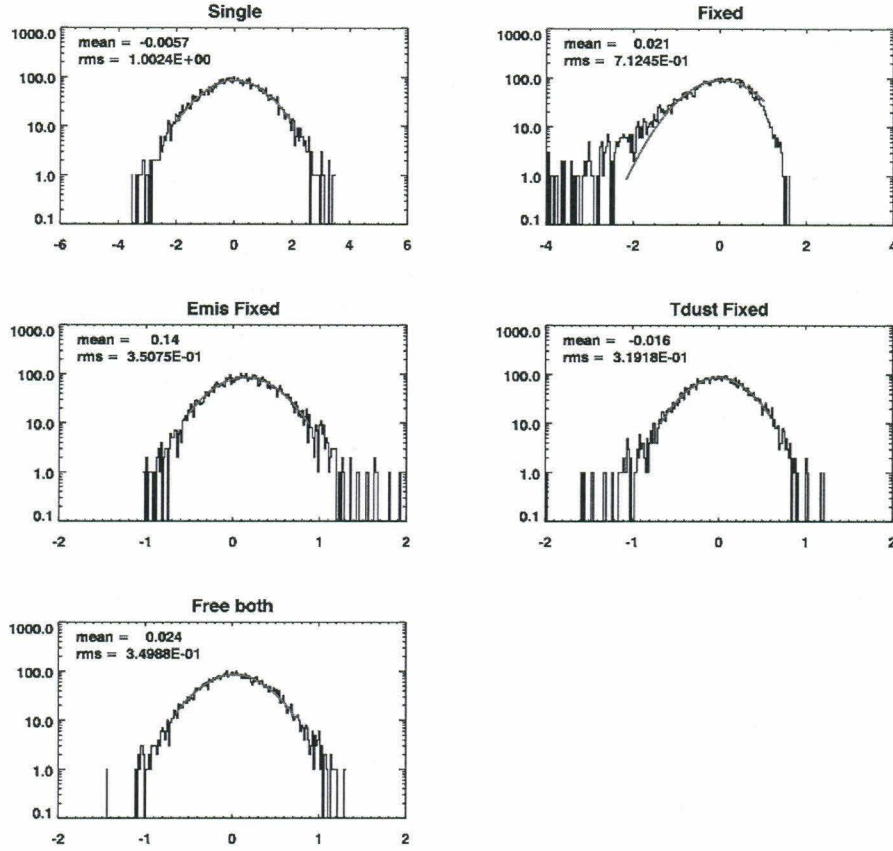 Single
mean = -0.0057
rms = 1.0024E+00
1000.0
100.0
10.0
1.0
0.1
-6 -4 -2 0 2 4 6
Fixed
mean = 0.021
rms = 7.1245E-01
1000.0
100.0
10.0
1.0
0.1
-4 -2 0 2 4
Emis Fixed
mean = 0.14
rms = 3.5075E-01
1000.0
100.0
10.0
1.0
0.1
-2 -1 0 1 2
Tdust Fixed
mean = -0.016
rms = 3.1918E-01
1000.0
100.0
10.0
1.0
0.1
-2 -1 0 1 2
Free both
mean = 0.024
rms = 3.4988E-01
1000.0
100.0
10.0
1.0
0.1
-2 -1 0 1 2